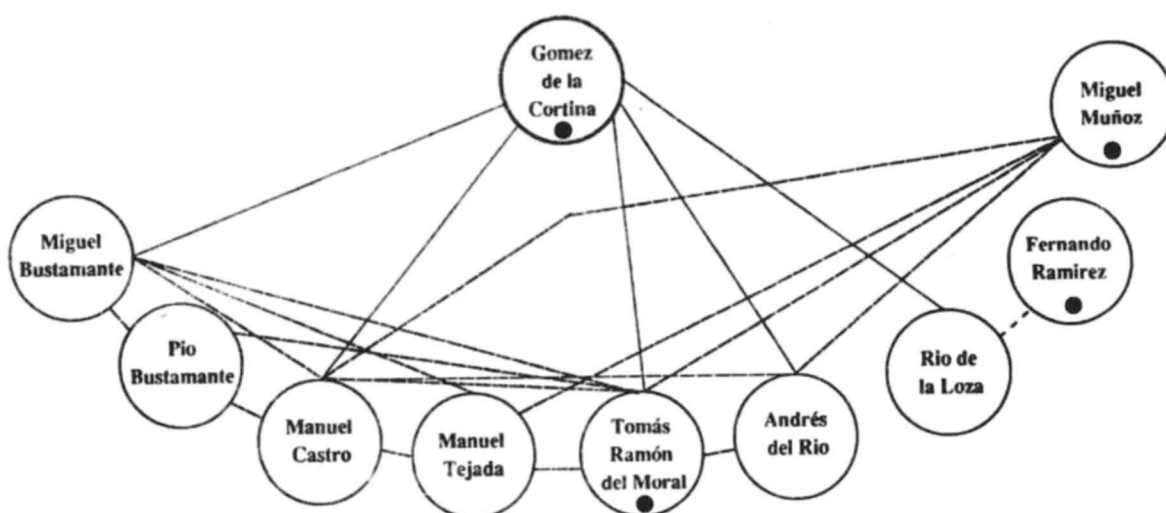 Gomez
de la
Cortina
Miguel
Muñoz
Miguel
Bustamante
Fernando
Ramirez
Pio
Bustamante
Rio de
la Loza
Manuel
Castro
Manuel
Tejada
Tomás
Ramón
del Moral
Andrés
del Rio